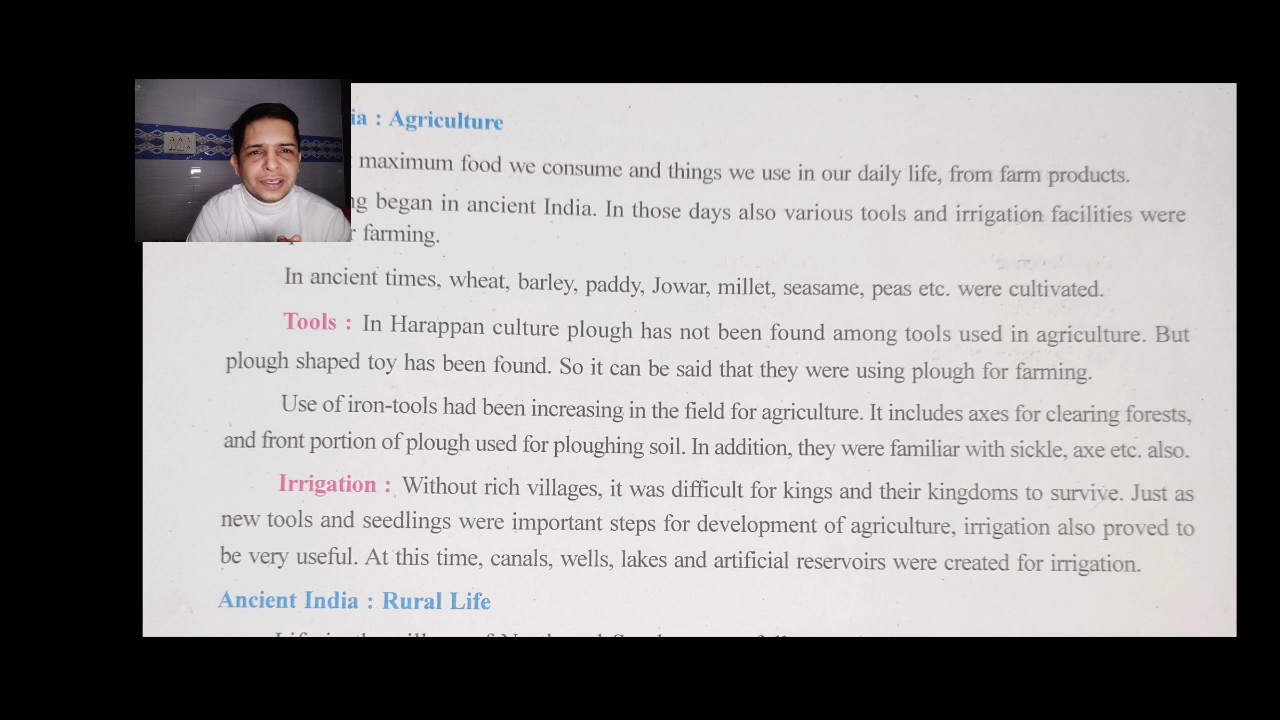 : Agriculture
maximum food we consume and things we use in our daily life, from farm products.
began in ancient India. In those days also various tools and irrigation facilities were
farming.
In ancient times, wheat, barley, paddy, Jowar, millet, seasame, peas etc. were cultivated.
Tools : In Harappan culture plough has not been found among tools used in agriculture. But
plough shaped toy has been found. So it can be said that they were using plough for farming.
Use of iron-tools had been increasing in the field for agriculture. It includes axes for clearing forests,
and front portion of plough used for ploughing soil. In addition, they were familiar with sickle, axe etc. also.
Irrigation : Without rich villages, it was difficult for kings and their kingdoms to survive. Just as
new tools and seedlings were important steps for development of agriculture, irrigation also proved to
be very useful. At this time, canals, wells, lakes and artificial reservoirs were created for irrigation.
Ancient India : Rural Life